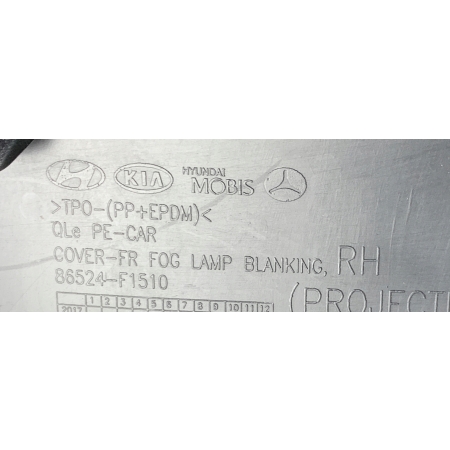 KIA
HYUNDAI
MOBIS
>TPO-(PP+EPDM)<
QLe PE-CAR
COVER-FR FOG LAMP BLANKING, RH
86524-F1510
(PROJECT
1 2 3 4 5 6 7 8 9 10 11 12
2017